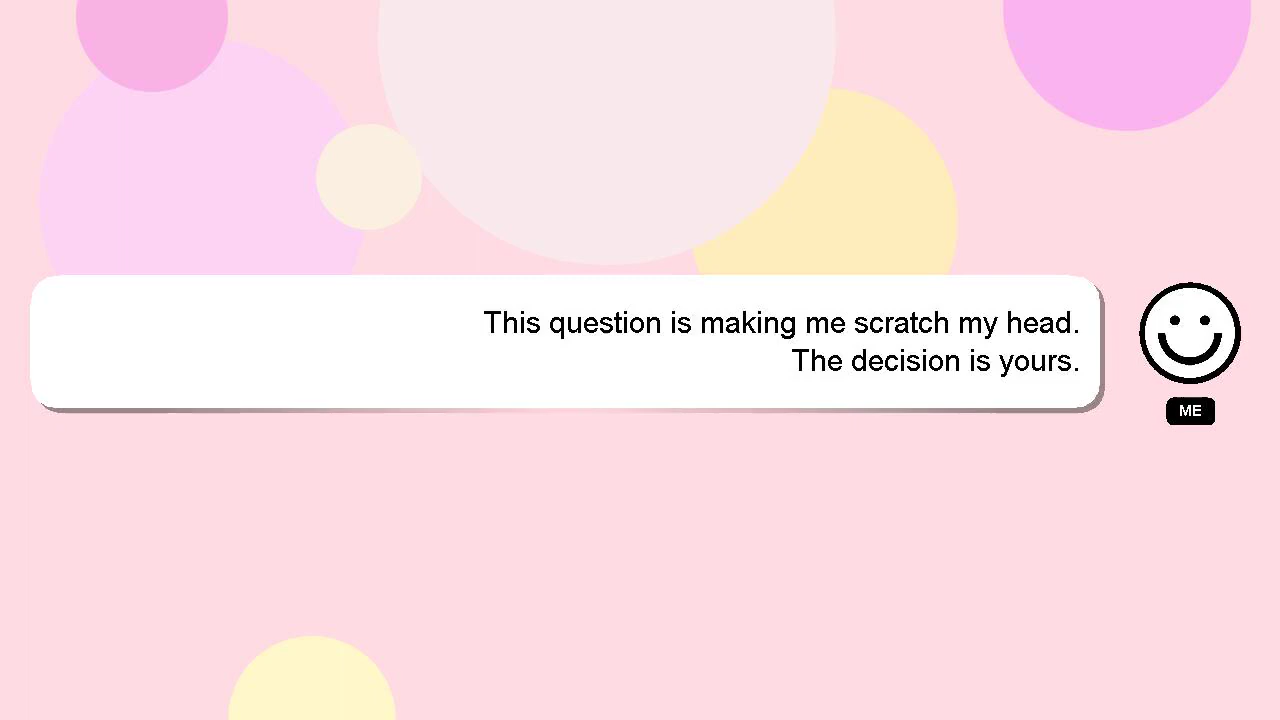 This question is making me scratch my head.
The decision is yours.
ME